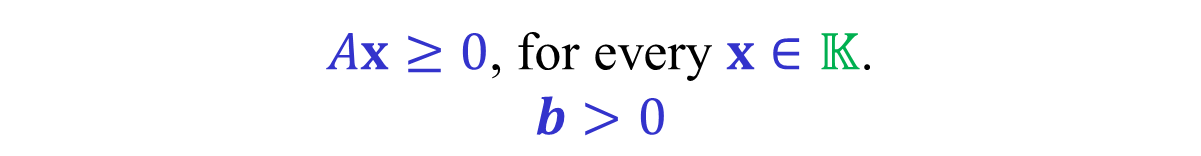 A𝐱 ≥ 0, for every 𝐱 ∈ 𝕂.
𝒃 > 0